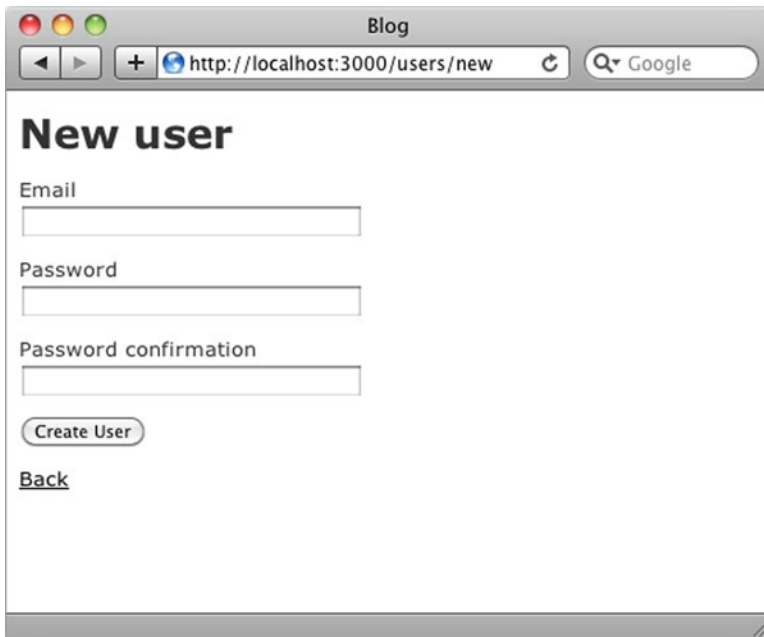 Blog
http://localhost:3000/users/new
Google
New user
Email
Password
Password confirmation
Create User
Back